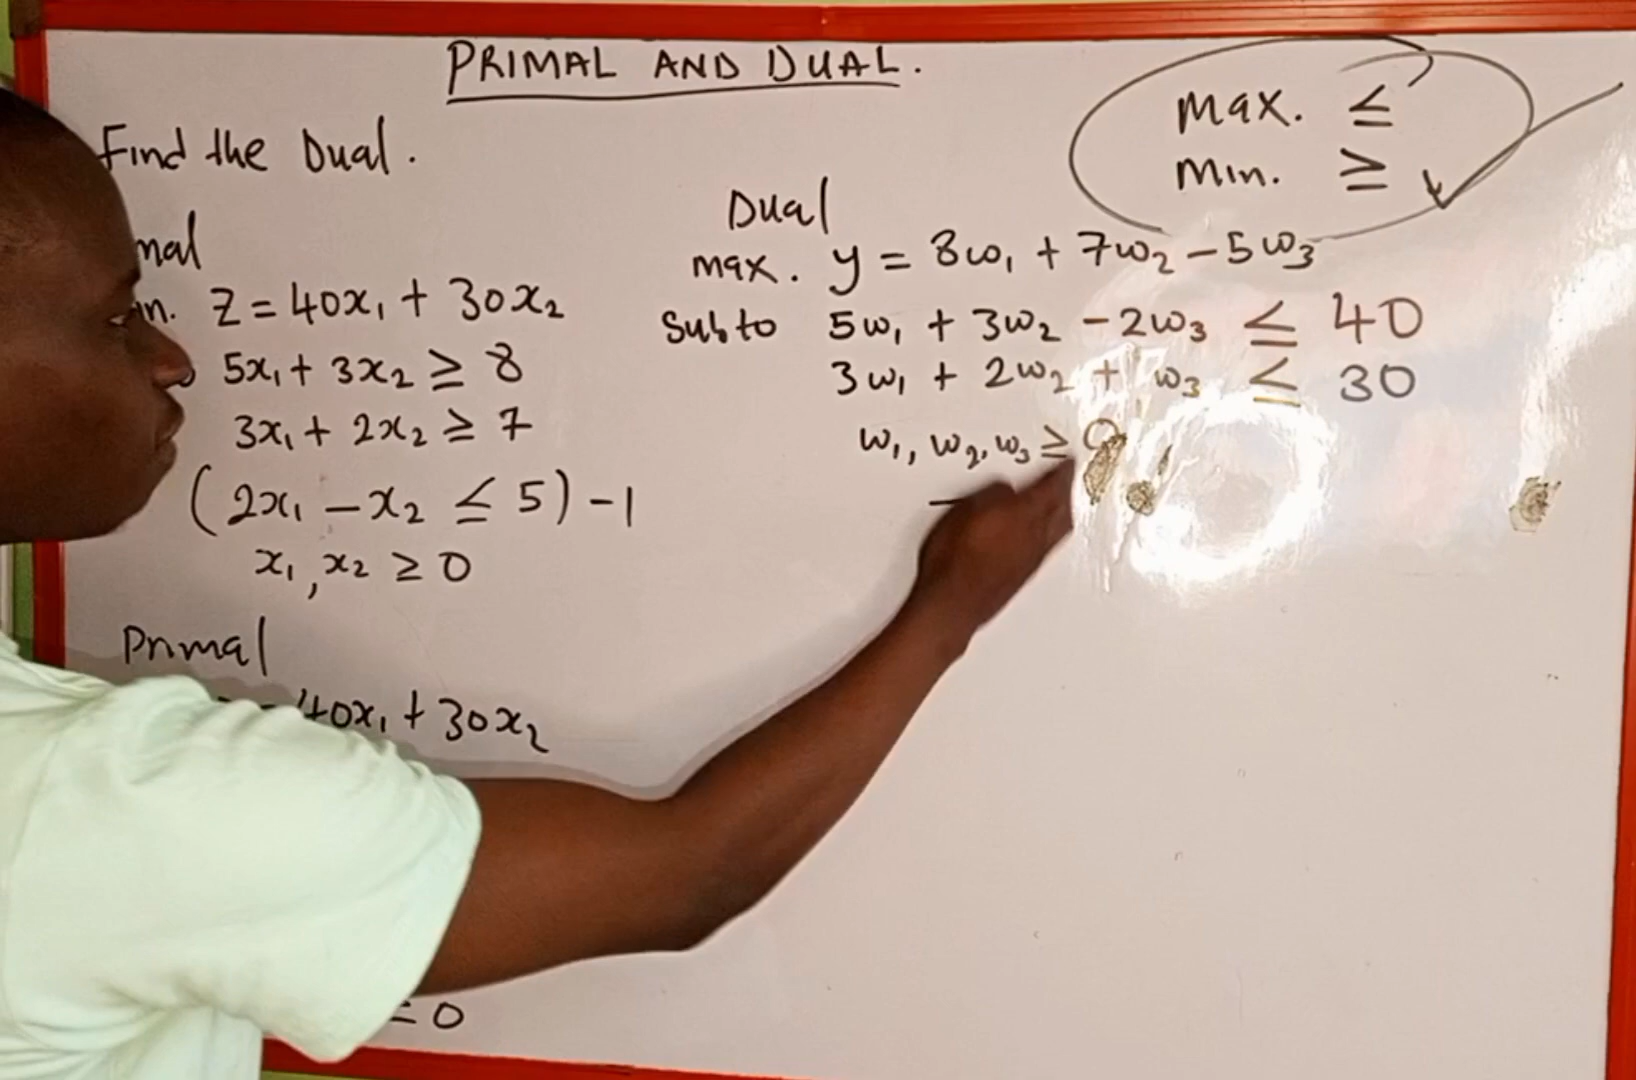 PRIMAL AND DUAL.
max. ≤
min. ≥
Find the Dual.
mal
in. Z = 40x₁ + 30x₂
5x₁ + 3x₂ ≥ 8
3x₁ + 2x₂ ≥ 7
(2x₁ - x₂ ≤ 5) -1
x₁, x₂ ≥ 0
Primal
= 40x₁ + 30x₂
≥ 0
Dual
max. y = 8w₁ + 7w₂ - 5w₃
Sub to 5w₁ + 3w₂ - 2w₃ ≤ 40
3w₁ + 2w₂ + w₃ ≤ 30
w₁, w₂, w₃ ≥ 0